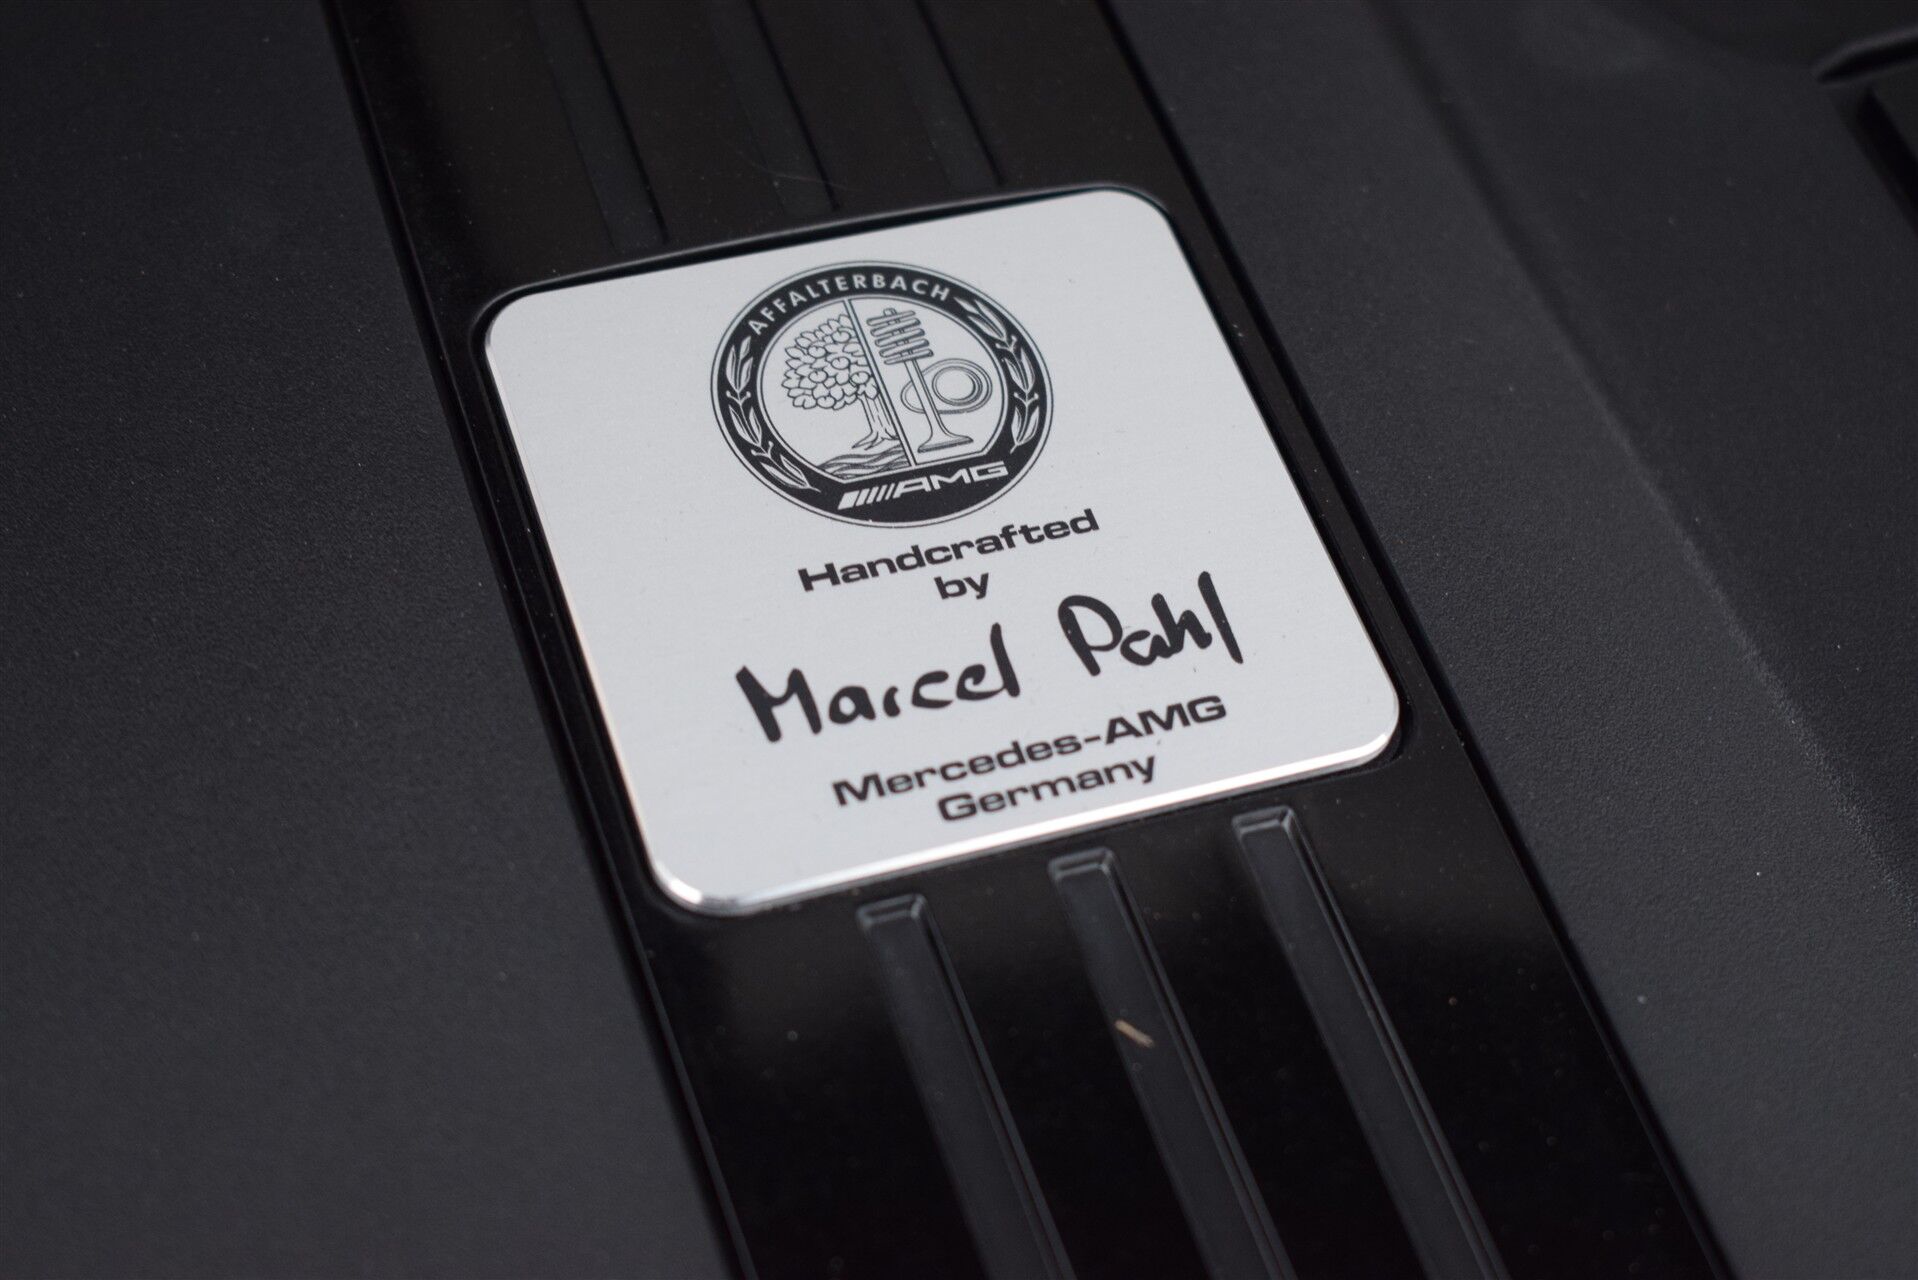 AFFALTERBACH
AMG
Handcrafted
by
Marcel Pahl
Mercedes-AMG
Germany